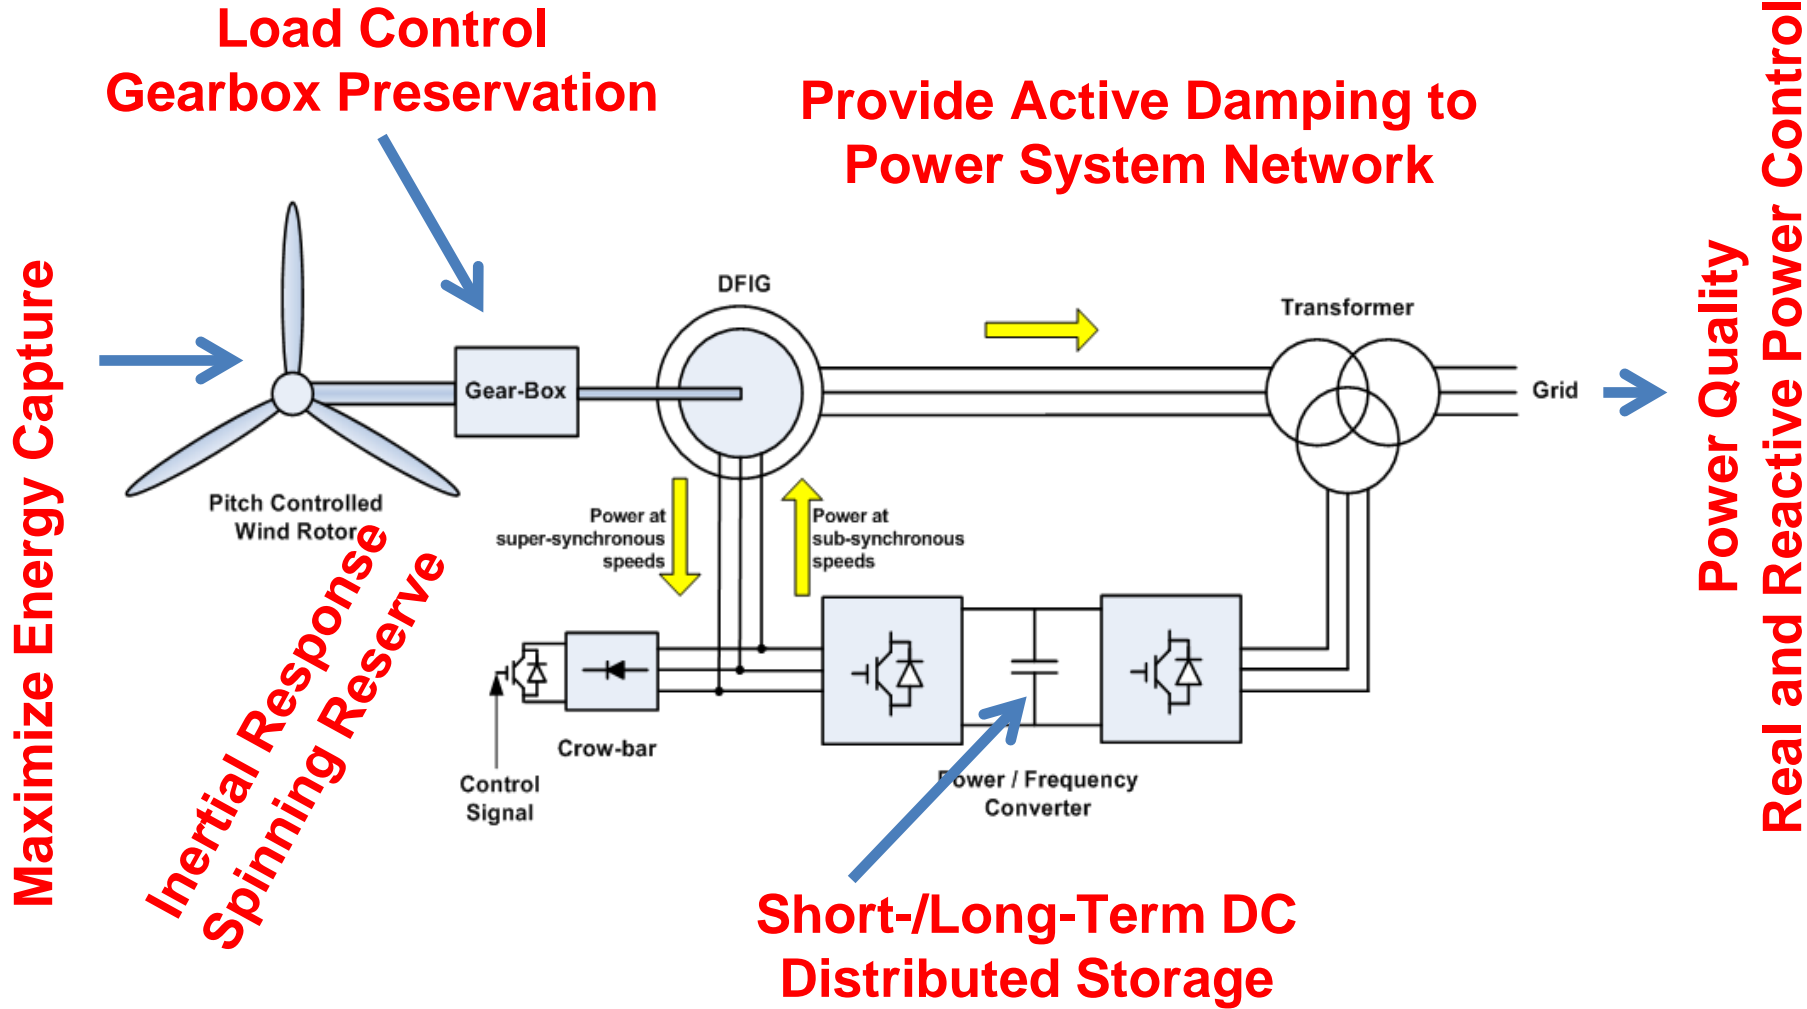 Load Control
Gearbox Preservation
Provide Active Damping to
Power System Network
Maximize Energy Capture
DFIG
Transformer
Gear-Box
Grid
Power Quality
Real and Reactive Power Control
Pitch Controlled
Wind Rotor
Inertial Response
Spinning Reserve
Power at
super-synchronous
speeds
Power at
sub-synchronous
speeds
Crow-bar
Control
Signal
Power / Frequency
Converter
Short-/Long-Term DC
Distributed Storage